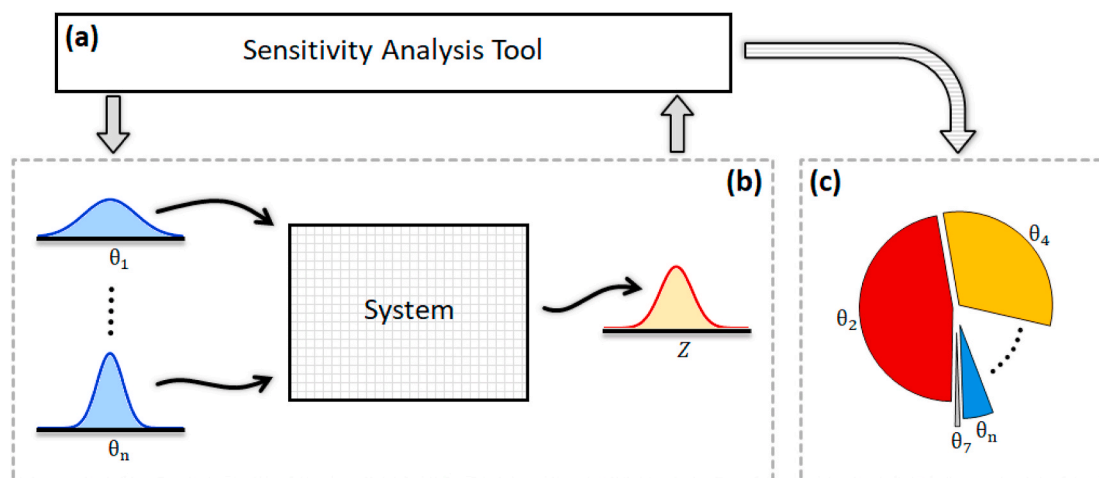 (a)
Sensitivity Analysis Tool
(b)
(c)
θ1
θn
System
Z
θ4
θ2
θ7
θn